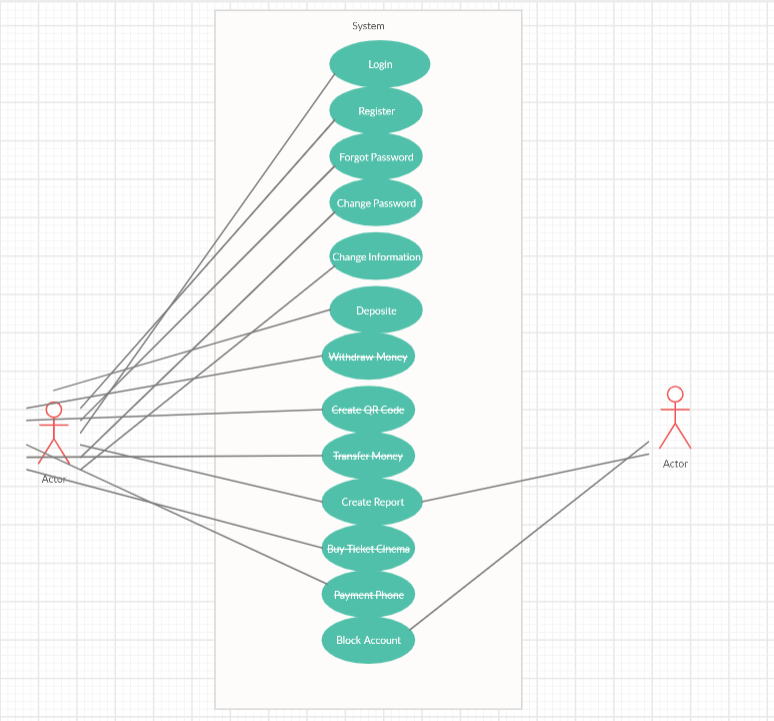 System
Login
Register
Forgot Password
Change Password
Change Information
Deposite
Withdraw Money
Create QR Code
Transfer Money
Create Report
Buy Ticket Cinema
Payment Phone
Block Account
Actor
Actor